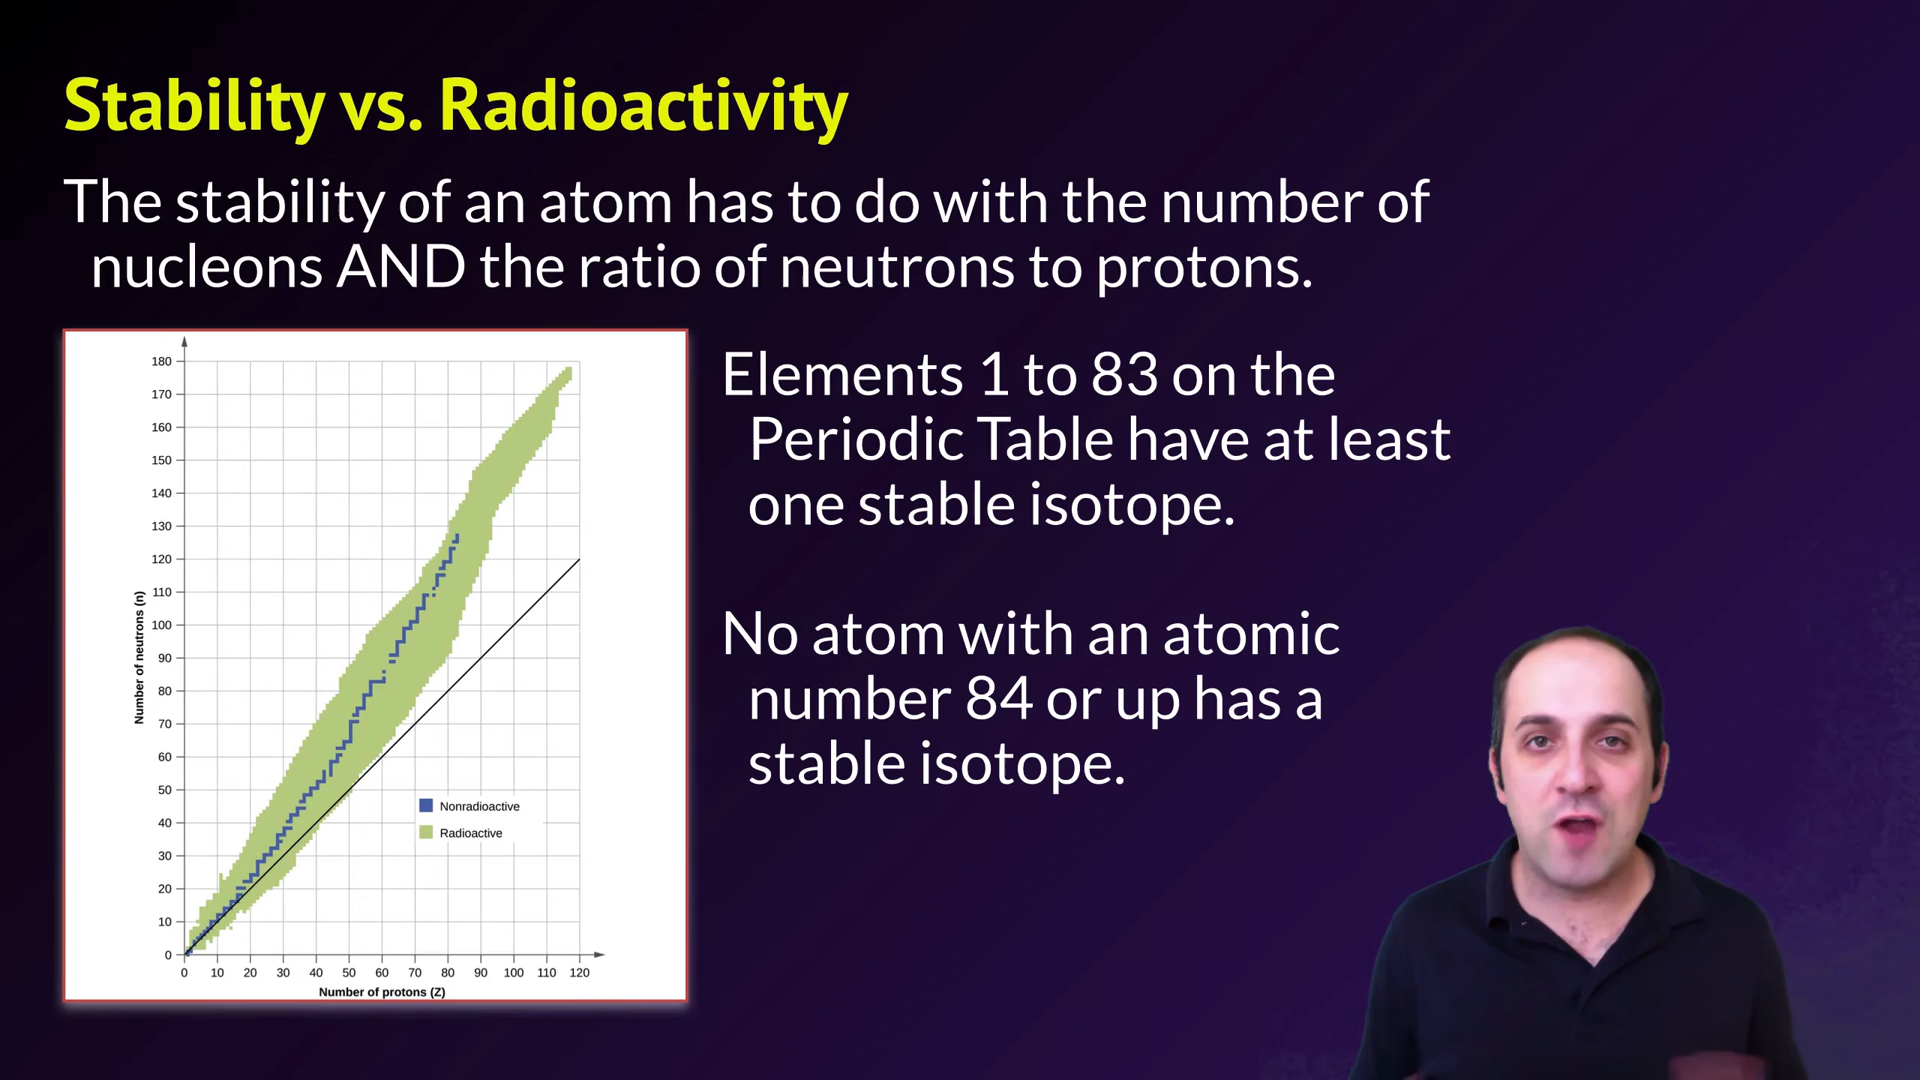 Stability vs. Radioactivity
The stability of an atom has to do with the number of
nucleons AND the ratio of neutrons to protons.
180
170
160
150
140
130
120
110
100
90
80
70
60
50
40
30
20
10
0
Number of neutrons (n)
Nonradioactive
Radioactive
0 10 20 30 40 50 60 70 80 90 100 110 120
Number of protons (Z)
Elements 1 to 83 on the
Periodic Table have at least
one stable isotope.
No atom with an atomic
number 84 or up has a
stable isotope.